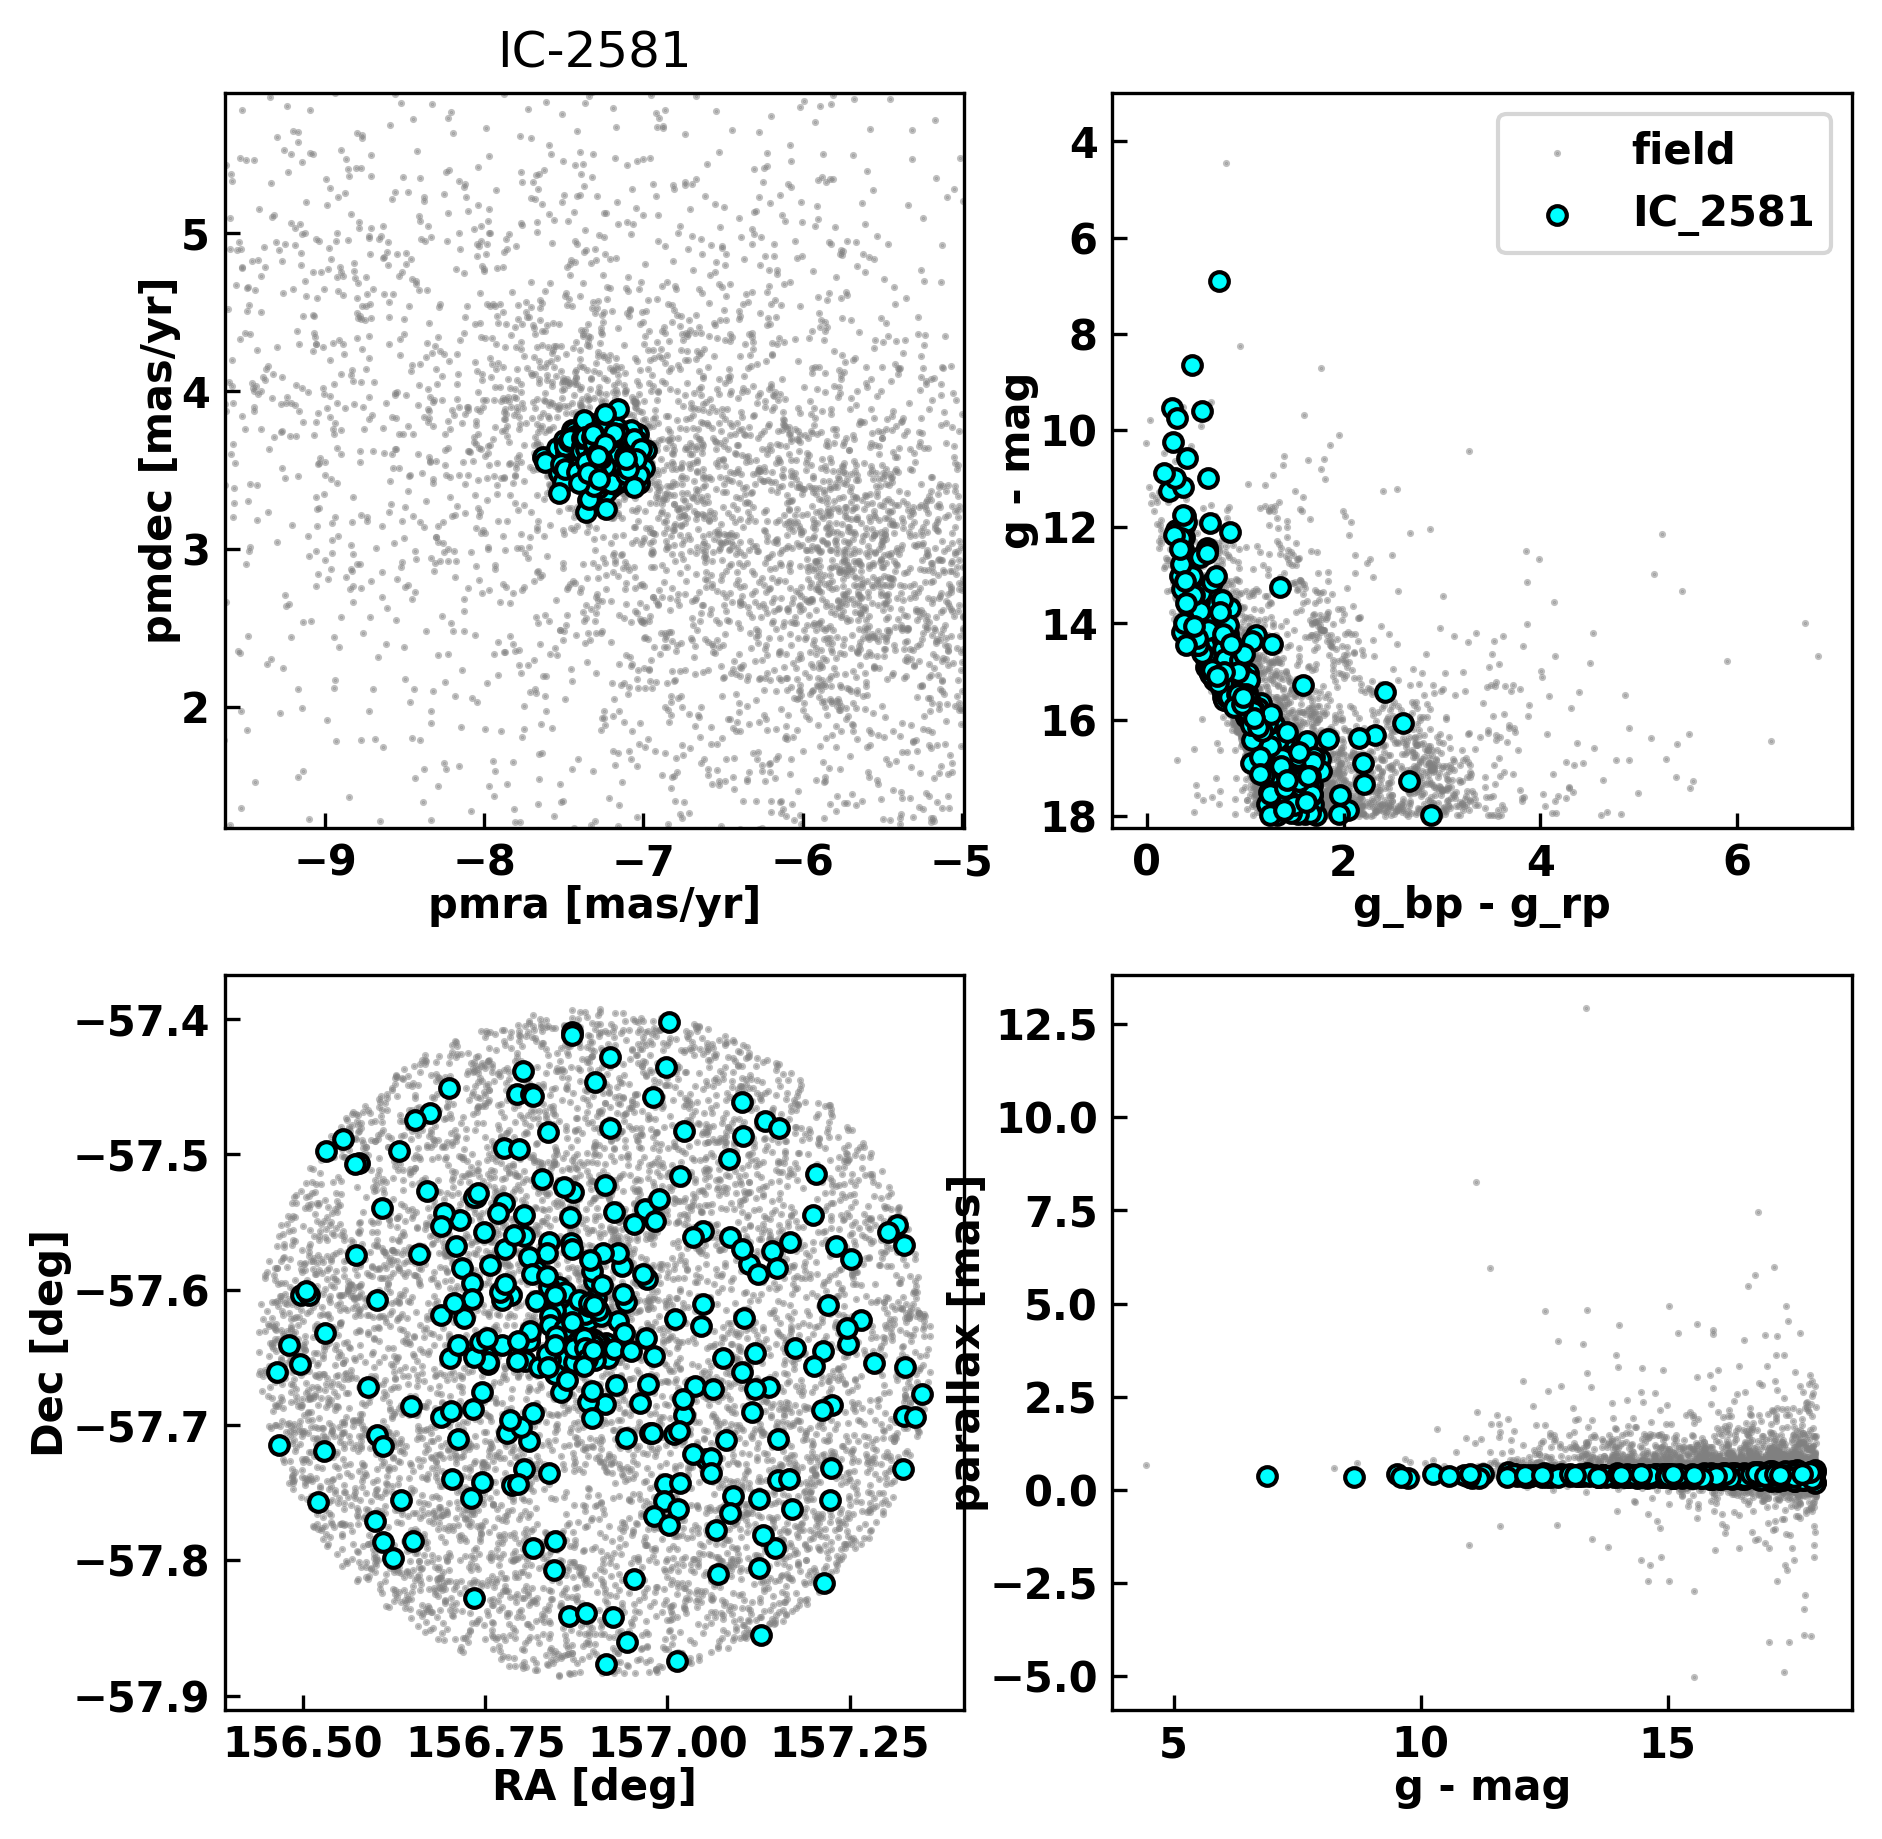 IC-2581
pmdec [mas/yr]
5
4
3
2
−9 −8 −7 −6 −5
pmra [mas/yr]
g - mag
4
6
8
10
12
14
16
18
field
IC_2581
0 2 4 6
g_bp - g_rp
Dec [deg]
−57.4
−57.5
−57.6
−57.7
−57.8
−57.9
156.50 156.75 157.00 157.25
RA [deg]
parallax [mas]
12.5
10.0
7.5
5.0
2.5
0.0
−2.5
−5.0
5 10 15
g - mag